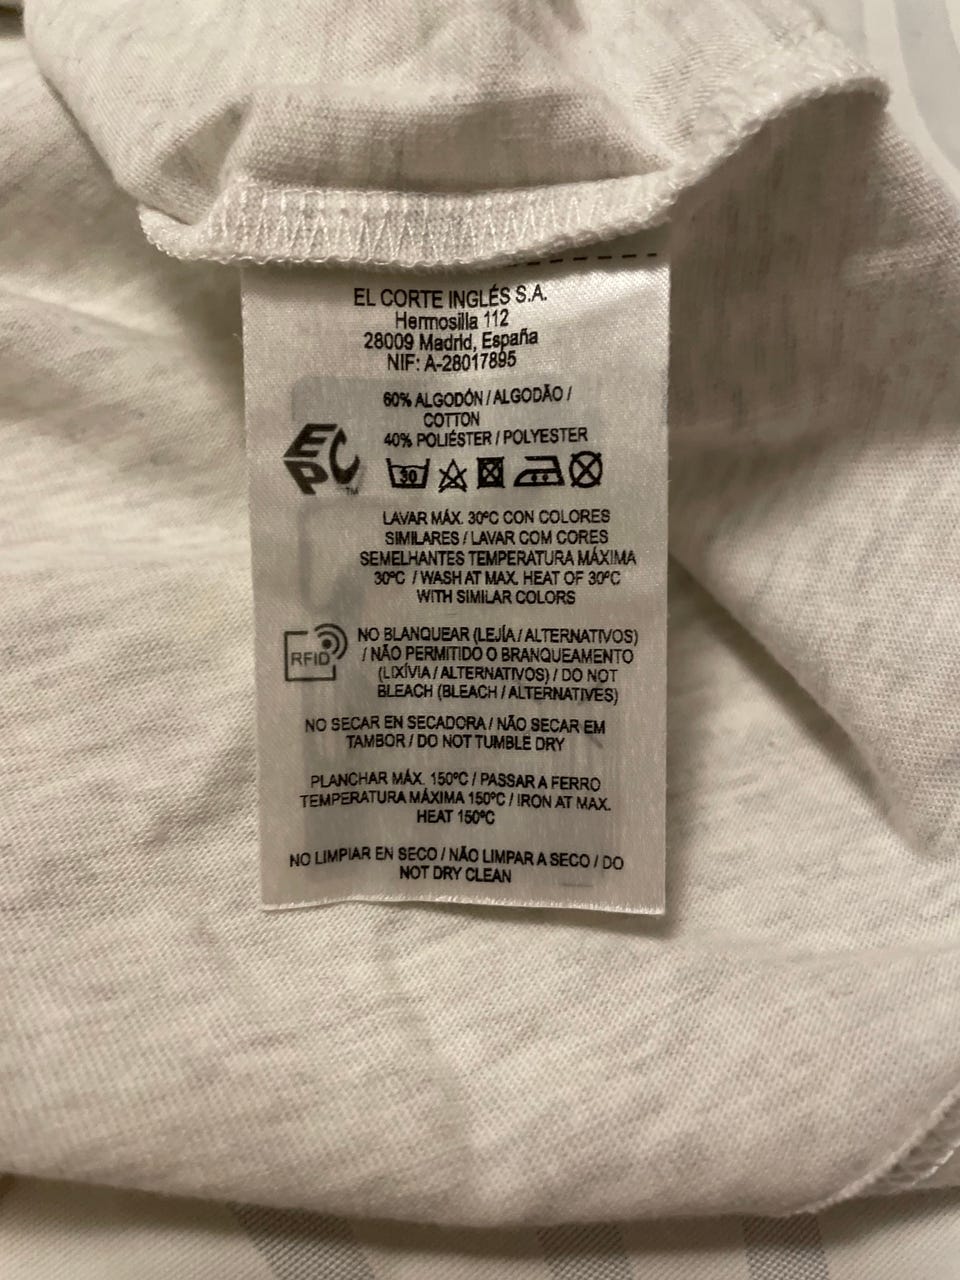 EL CORTE INGLÉS S.A.
Hermosilla 112
28009 Madrid, España
NIF: A-28017895
60% ALGODÓN / ALGODÃO /
COTTON
40% POLIÉSTER / POLYESTER
EPC™
30
LAVAR MÁX. 30ºC CON COLORES
SIMILARES / LAVAR COM CORES
SEMELHANTES TEMPERATURA MÁXIMA
30ºC / WASH AT MAX. HEAT OF 30ºC
WITH SIMILAR COLORS
RFID
NO BLANQUEAR (LEJÍA / ALTERNATIVOS)
/ NÃO PERMITIDO O BRANQUEAMENTO
(LIXÍVIA / ALTERNATIVOS) / DO NOT
BLEACH (BLEACH / ALTERNATIVES)
NO SECAR EN SECADORA / NÃO SECAR EM
TAMBOR / DO NOT TUMBLE DRY
PLANCHAR MÁX. 150ºC / PASSAR A FERRO
TEMPERATURA MÁXIMA 150ºC / IRON AT MAX.
HEAT 150ºC
NO LIMPIAR EN SECO / NÃO LIMPAR A SECO / DO
NOT DRY CLEAN